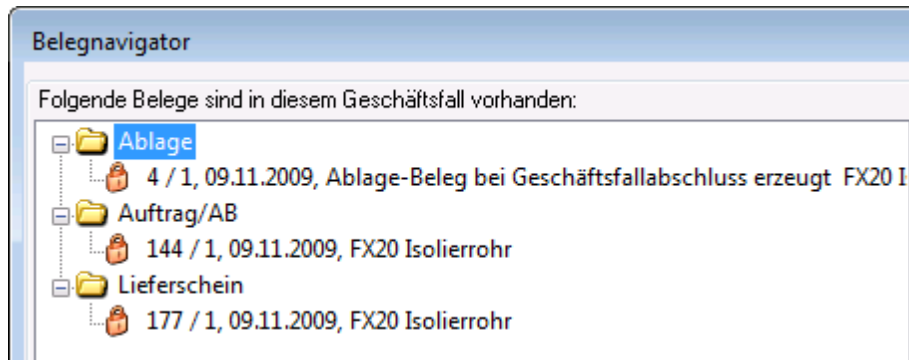 Belegnavigator
Folgende Belege sind in diesem Geschäftsfall vorhanden:
Ablage
4 / 1, 09.11.2009, Ablage-Beleg bei Geschäftsfallabschluss erzeugt FX20
Auftrag/AB
144 / 1, 09.11.2009, FX20 Isolierrohr
Lieferschein
177 / 1, 09.11.2009, FX20 Isolierrohr